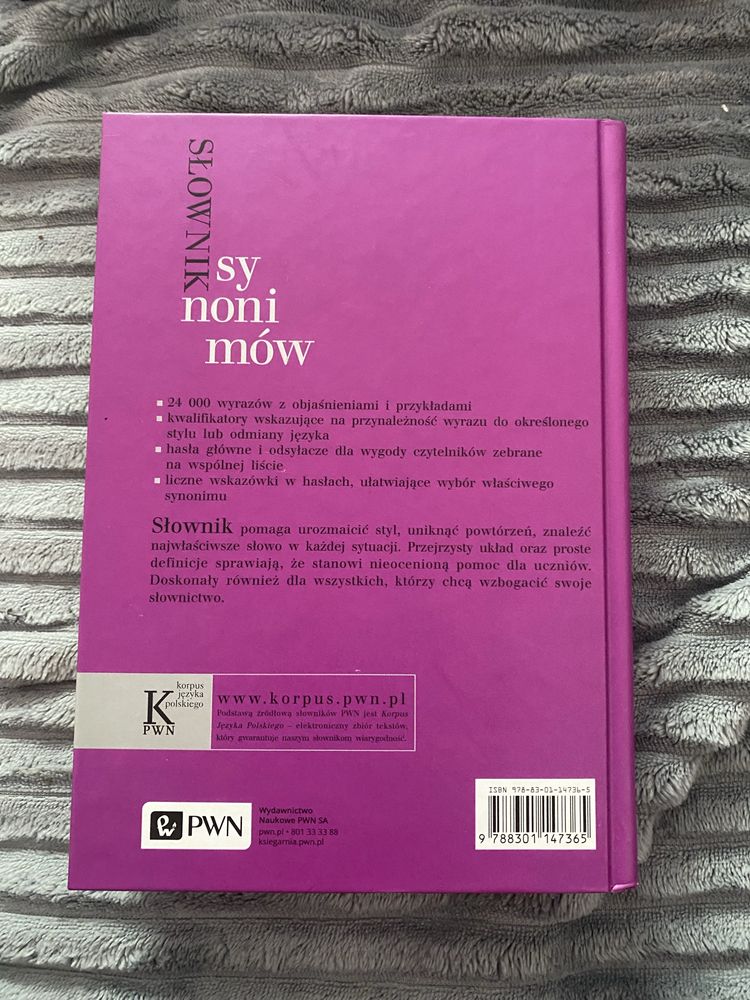 SŁOWNIK
sy
noni
mów
24 000 wyrazów z objaśnieniami i przykładami
kwalifikatory wskazujące na przynależność wyrazu do określonego
stylu lub odmiany języka
hasła główne i odsyłacze dla wygody czytelników zebrane
na wspólnej liście
liczne wskazówki w hasłach, ułatwiające wybór właściwego
synonimu
Słownik pomaga urozmaicić styl, uniknąć powtórzeń, znaleźć
najwłaściwsze słowo w każdej sytuacji. Przejrzysty układ oraz proste
definicje sprawiają, że stanowi nieocenioną pomoc dla uczniów.
Doskonały również dla wszystkich, którzy chcą wzbogacić swoje
słownictwo.
korpus
języka
polskiego
K
PWN
www.korpus.pwn.pl
Podstawą źródłową słowników PWN jest Korpus
Języka Polskiego – elektroniczny zbiór tekstów,
który gwarantuje naszym słownikom wiarygodność.
PWN
Wydawnictwo
Naukowe PWN SA
pwn.pl • 801 33 33 88
ksiegarnia.pwn.pl
ISBN 978-83-01-14736-5
9 788301 147365